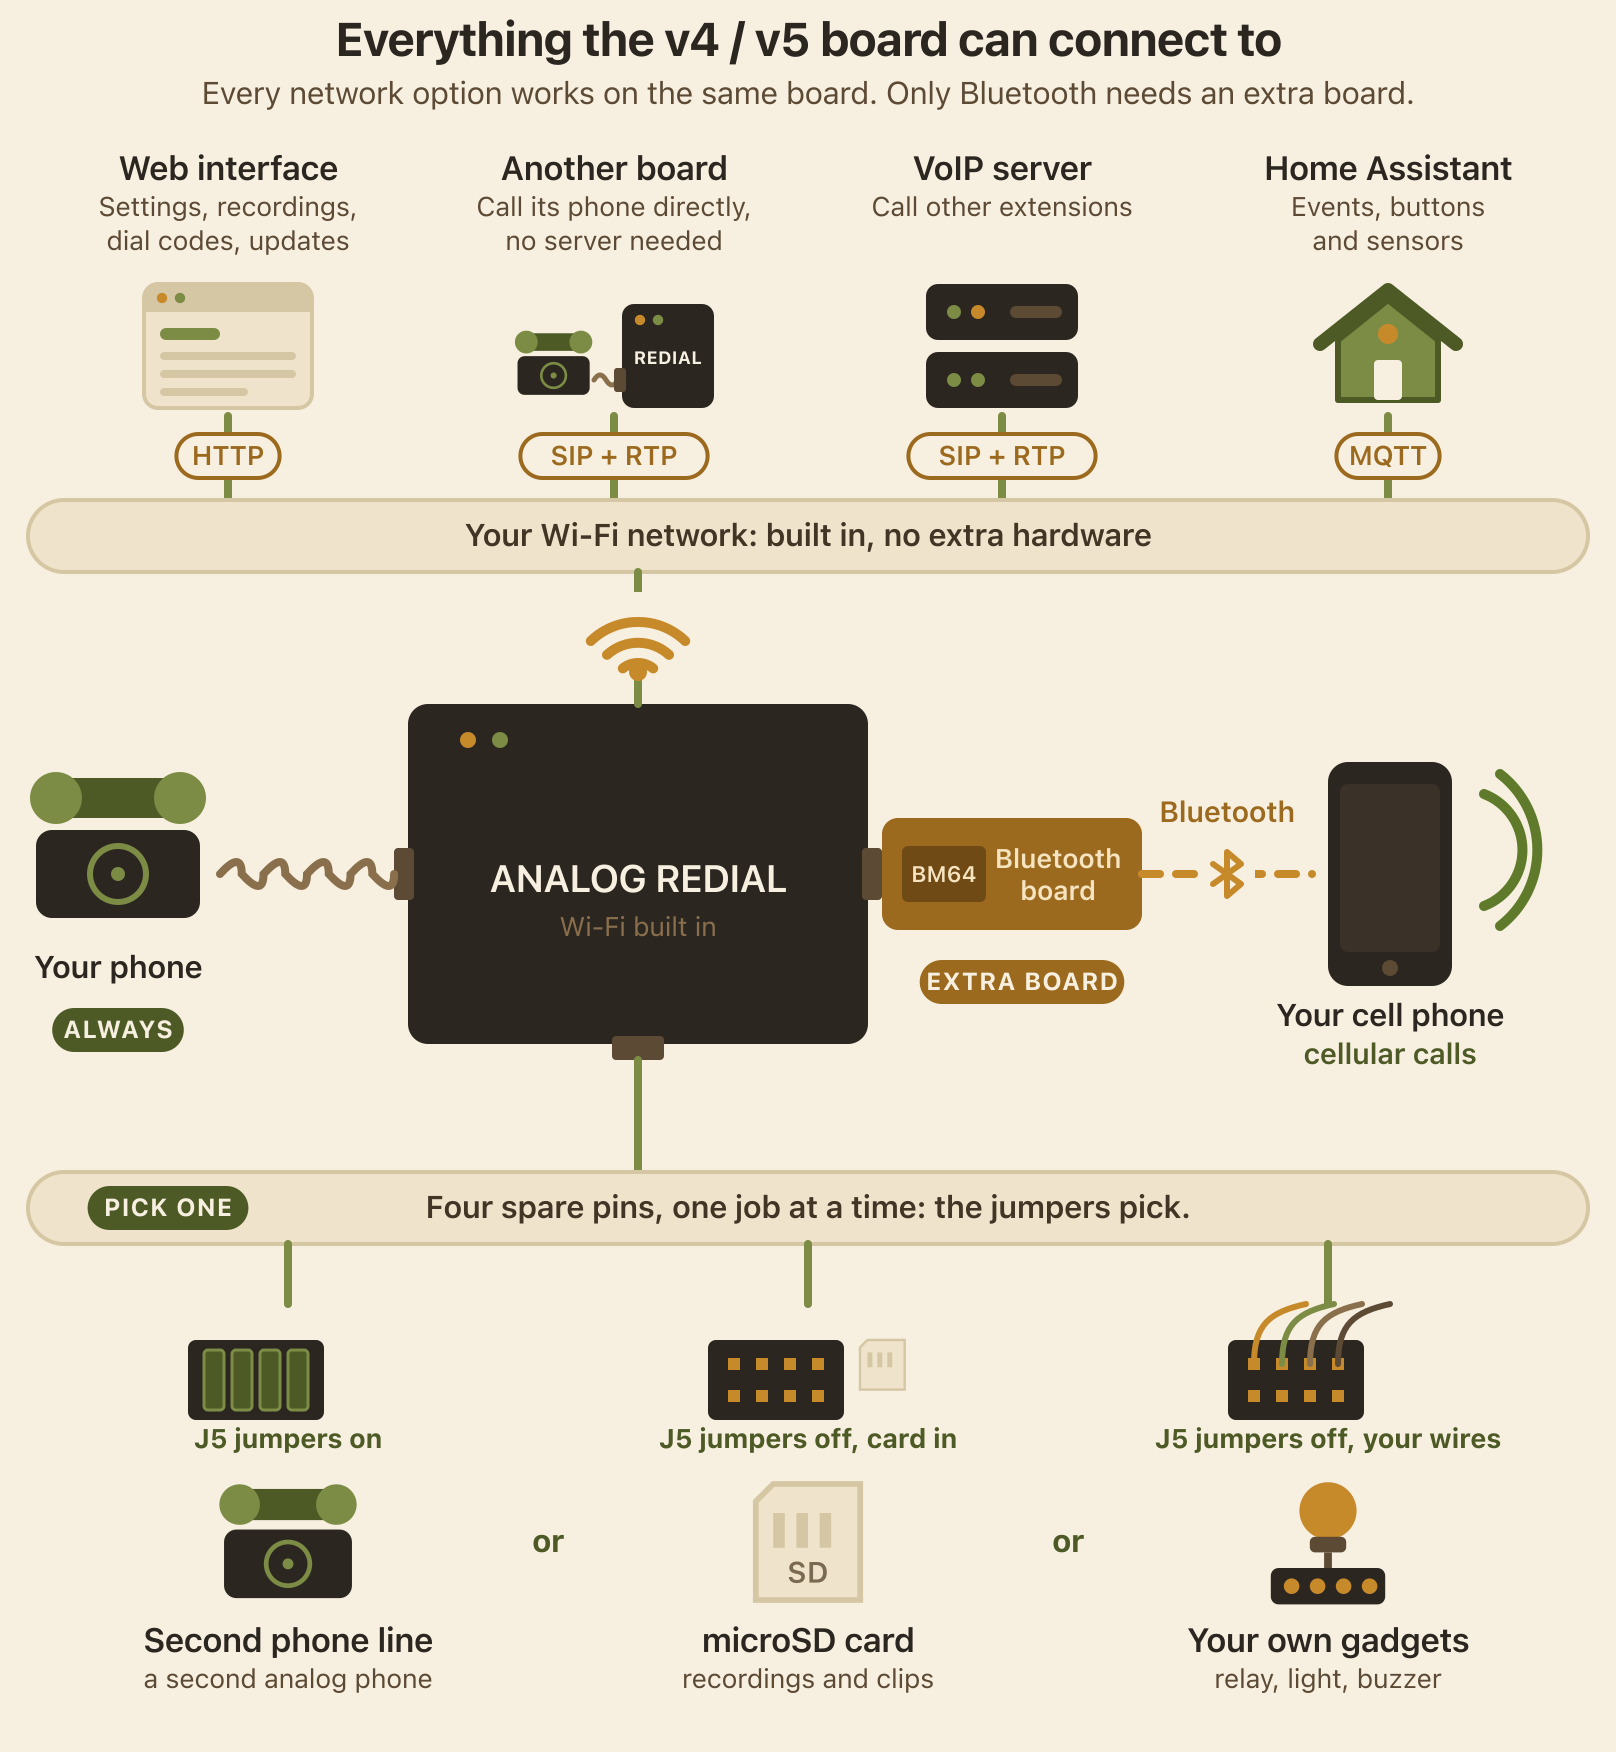 Everything the v4 / v5 board can connect to
Every network option works on the same board. Only Bluetooth needs an extra board.
Web interface
Settings, recordings,
dial codes, updates
Another board
Call its phone directly,
no server needed
VoIP server
Call other extensions
Home Assistant
Events, buttons
and sensors
REDIAL
HTTP
SIP + RTP
SIP + RTP
MQTT
Your Wi-Fi network: built in, no extra hardware
ANALOG REDIAL
Wi-Fi built in
Your phone
ALWAYS
BM64
Bluetooth
board
EXTRA BOARD
Bluetooth
Your cell phone
cellular calls
PICK ONE
Four spare pins, one job at a time: the jumpers pick.
J5 jumpers on
J5 jumpers off, card in
J5 jumpers off, your wires
or
SD
or
Second phone line
a second analog phone
microSD card
recordings and clips
Your own gadgets
relay, light, buzzer